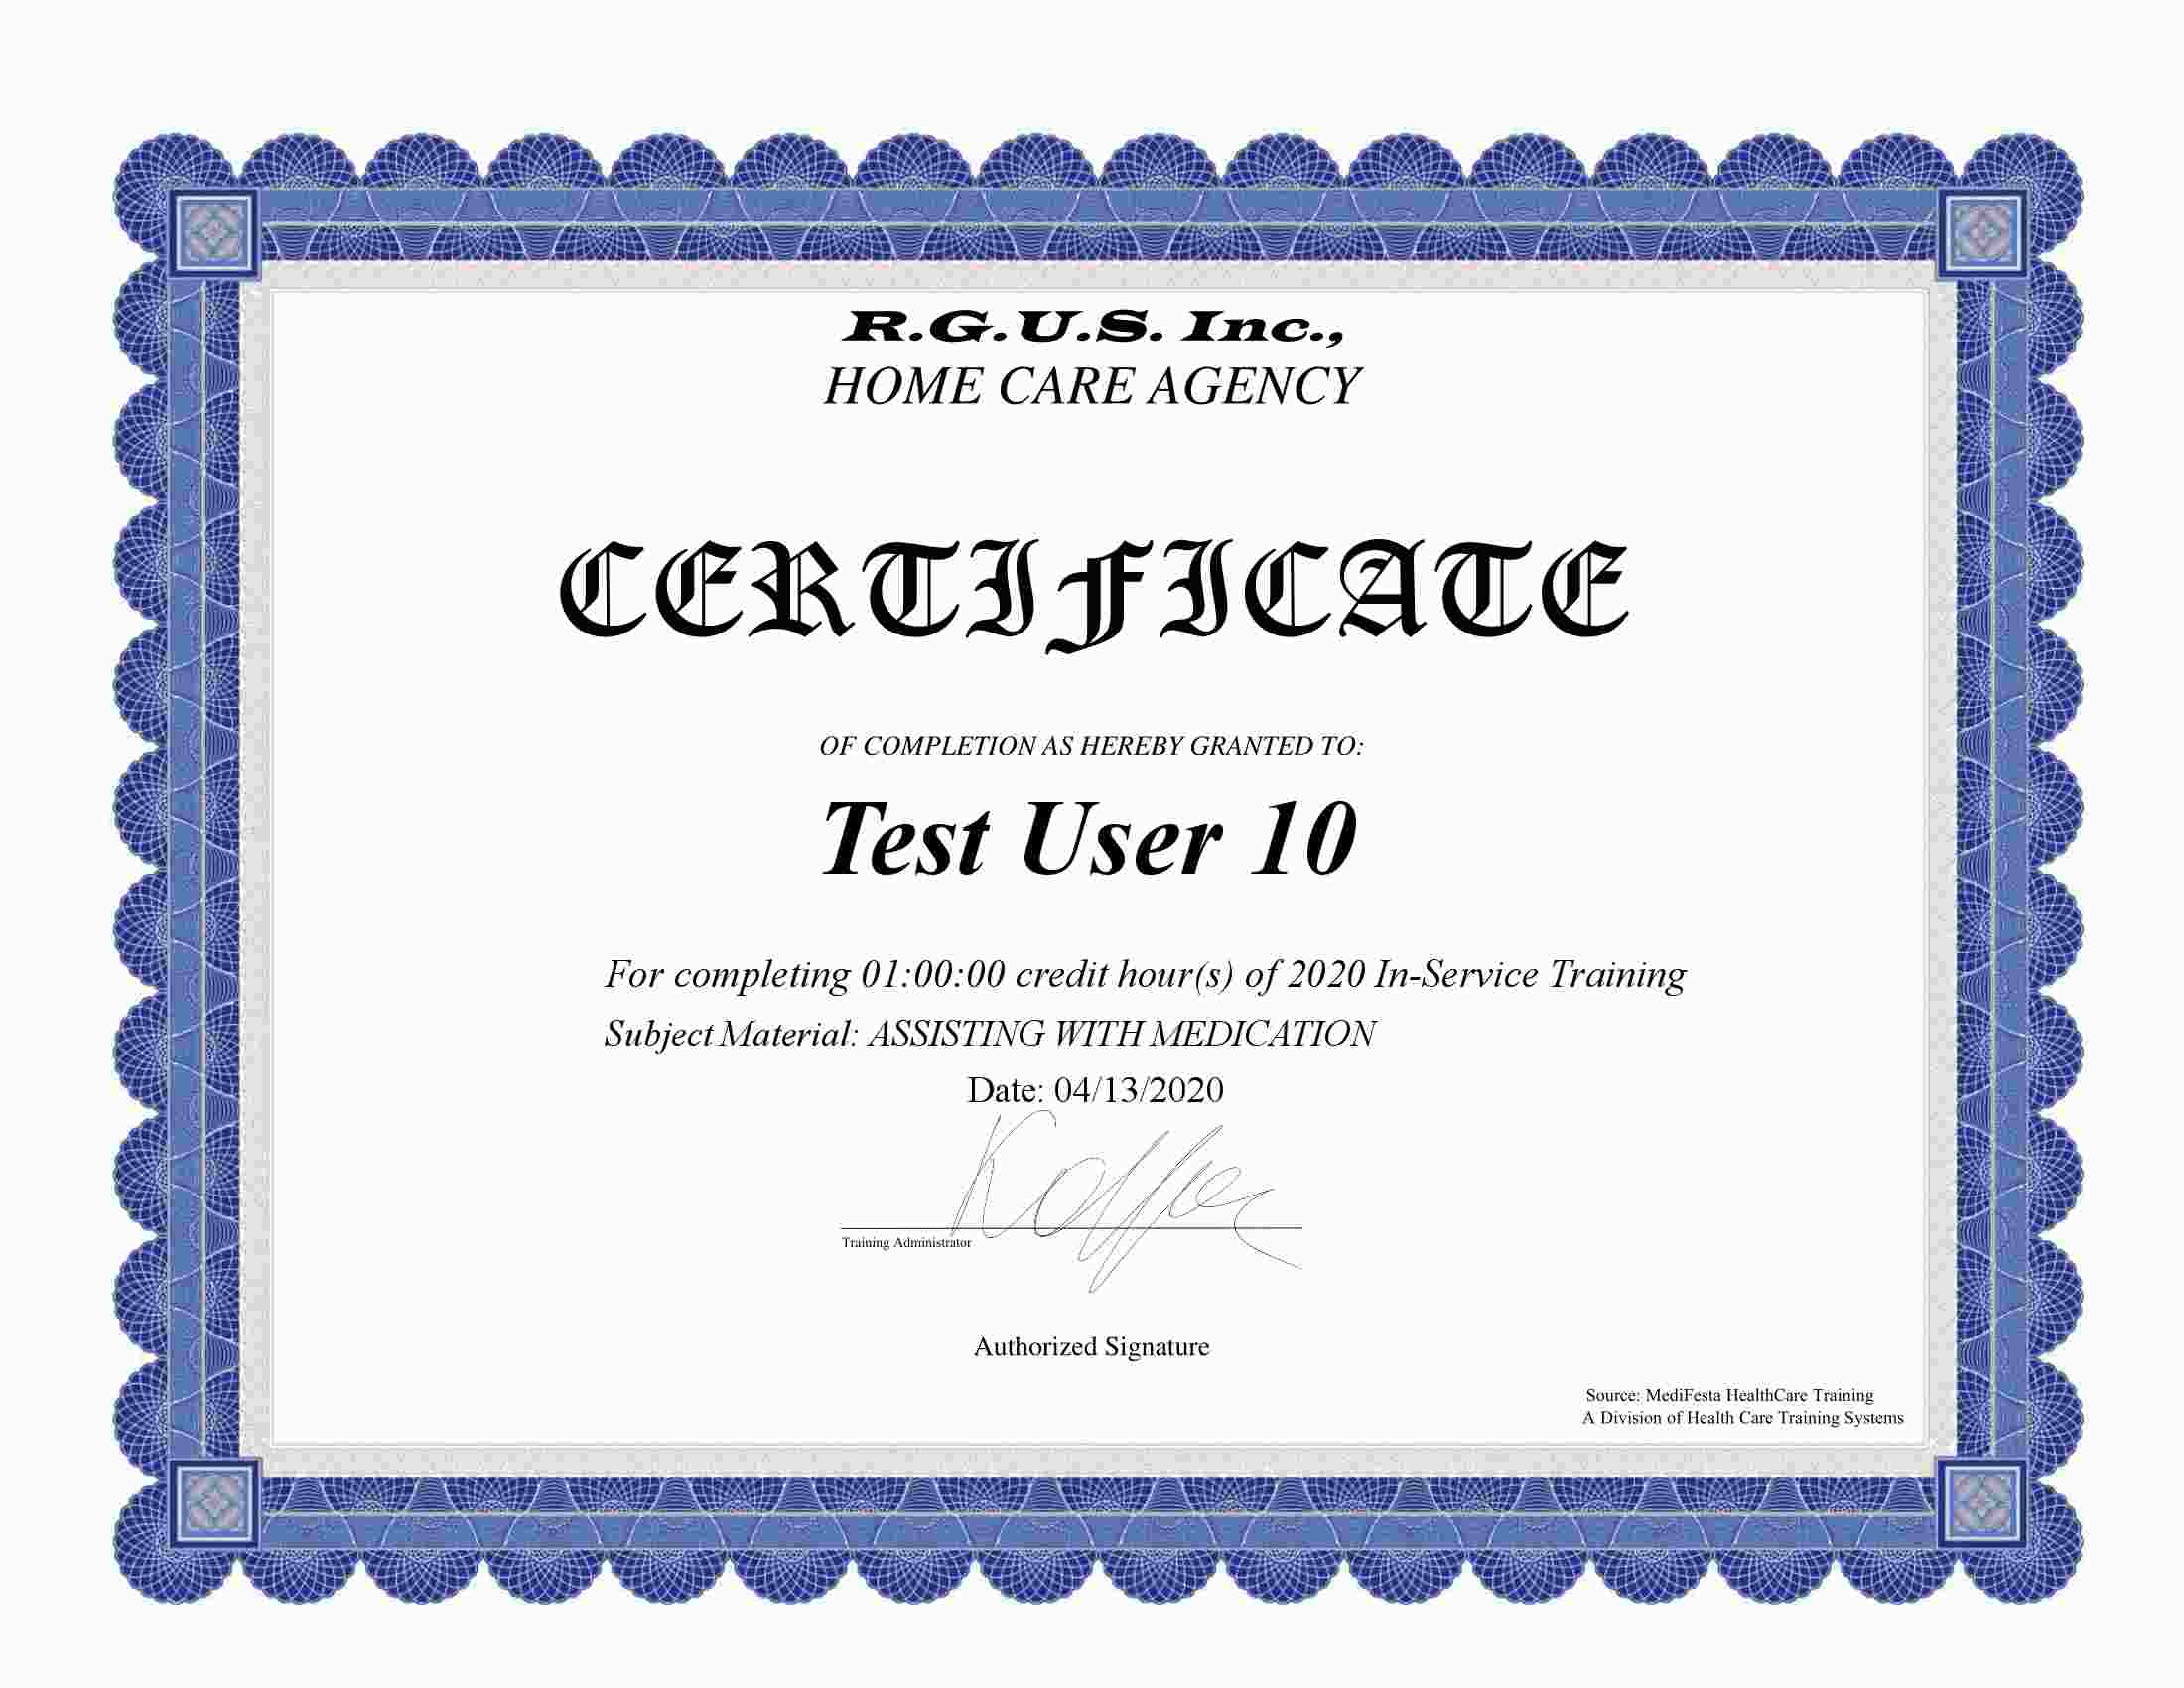 R.G.U.S. Inc.,
HOME CARE AGENCY
CERTIFICATE
OF COMPLETION AS HEREBY GRANTED TO:
Test User 10
For completing 01:00:00 credit hour(s) of 2020 In-Service Training
Subject Material: ASSISTING WITH MEDICATION
Date: 04/13/2020
Training Administrator
Authorized Signature
Source: MediFesta HealthCare Training
A Division of Health Care Training Systems